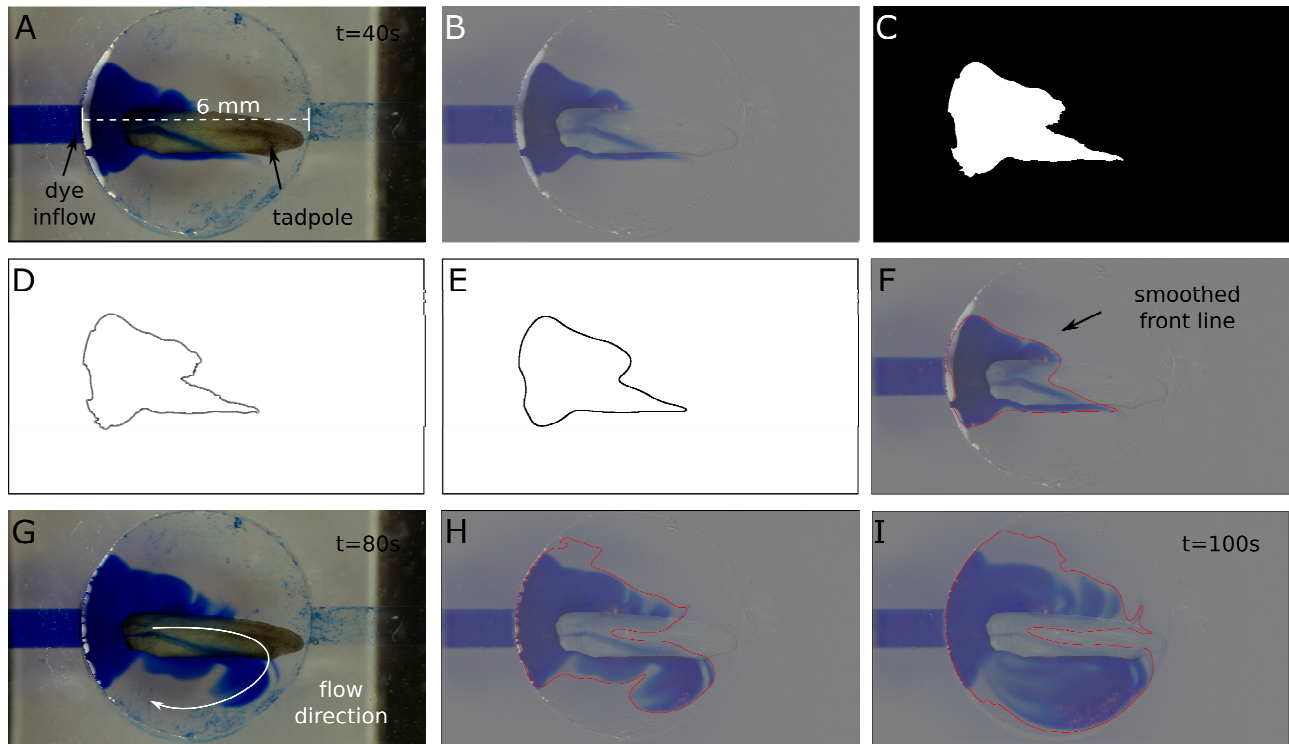 A
t=40s
6 mm
dye
inflow
tadpole
B
C
D
E
F
smoothed
front line
G
t=80s
flow
direction
H
I
t=100s